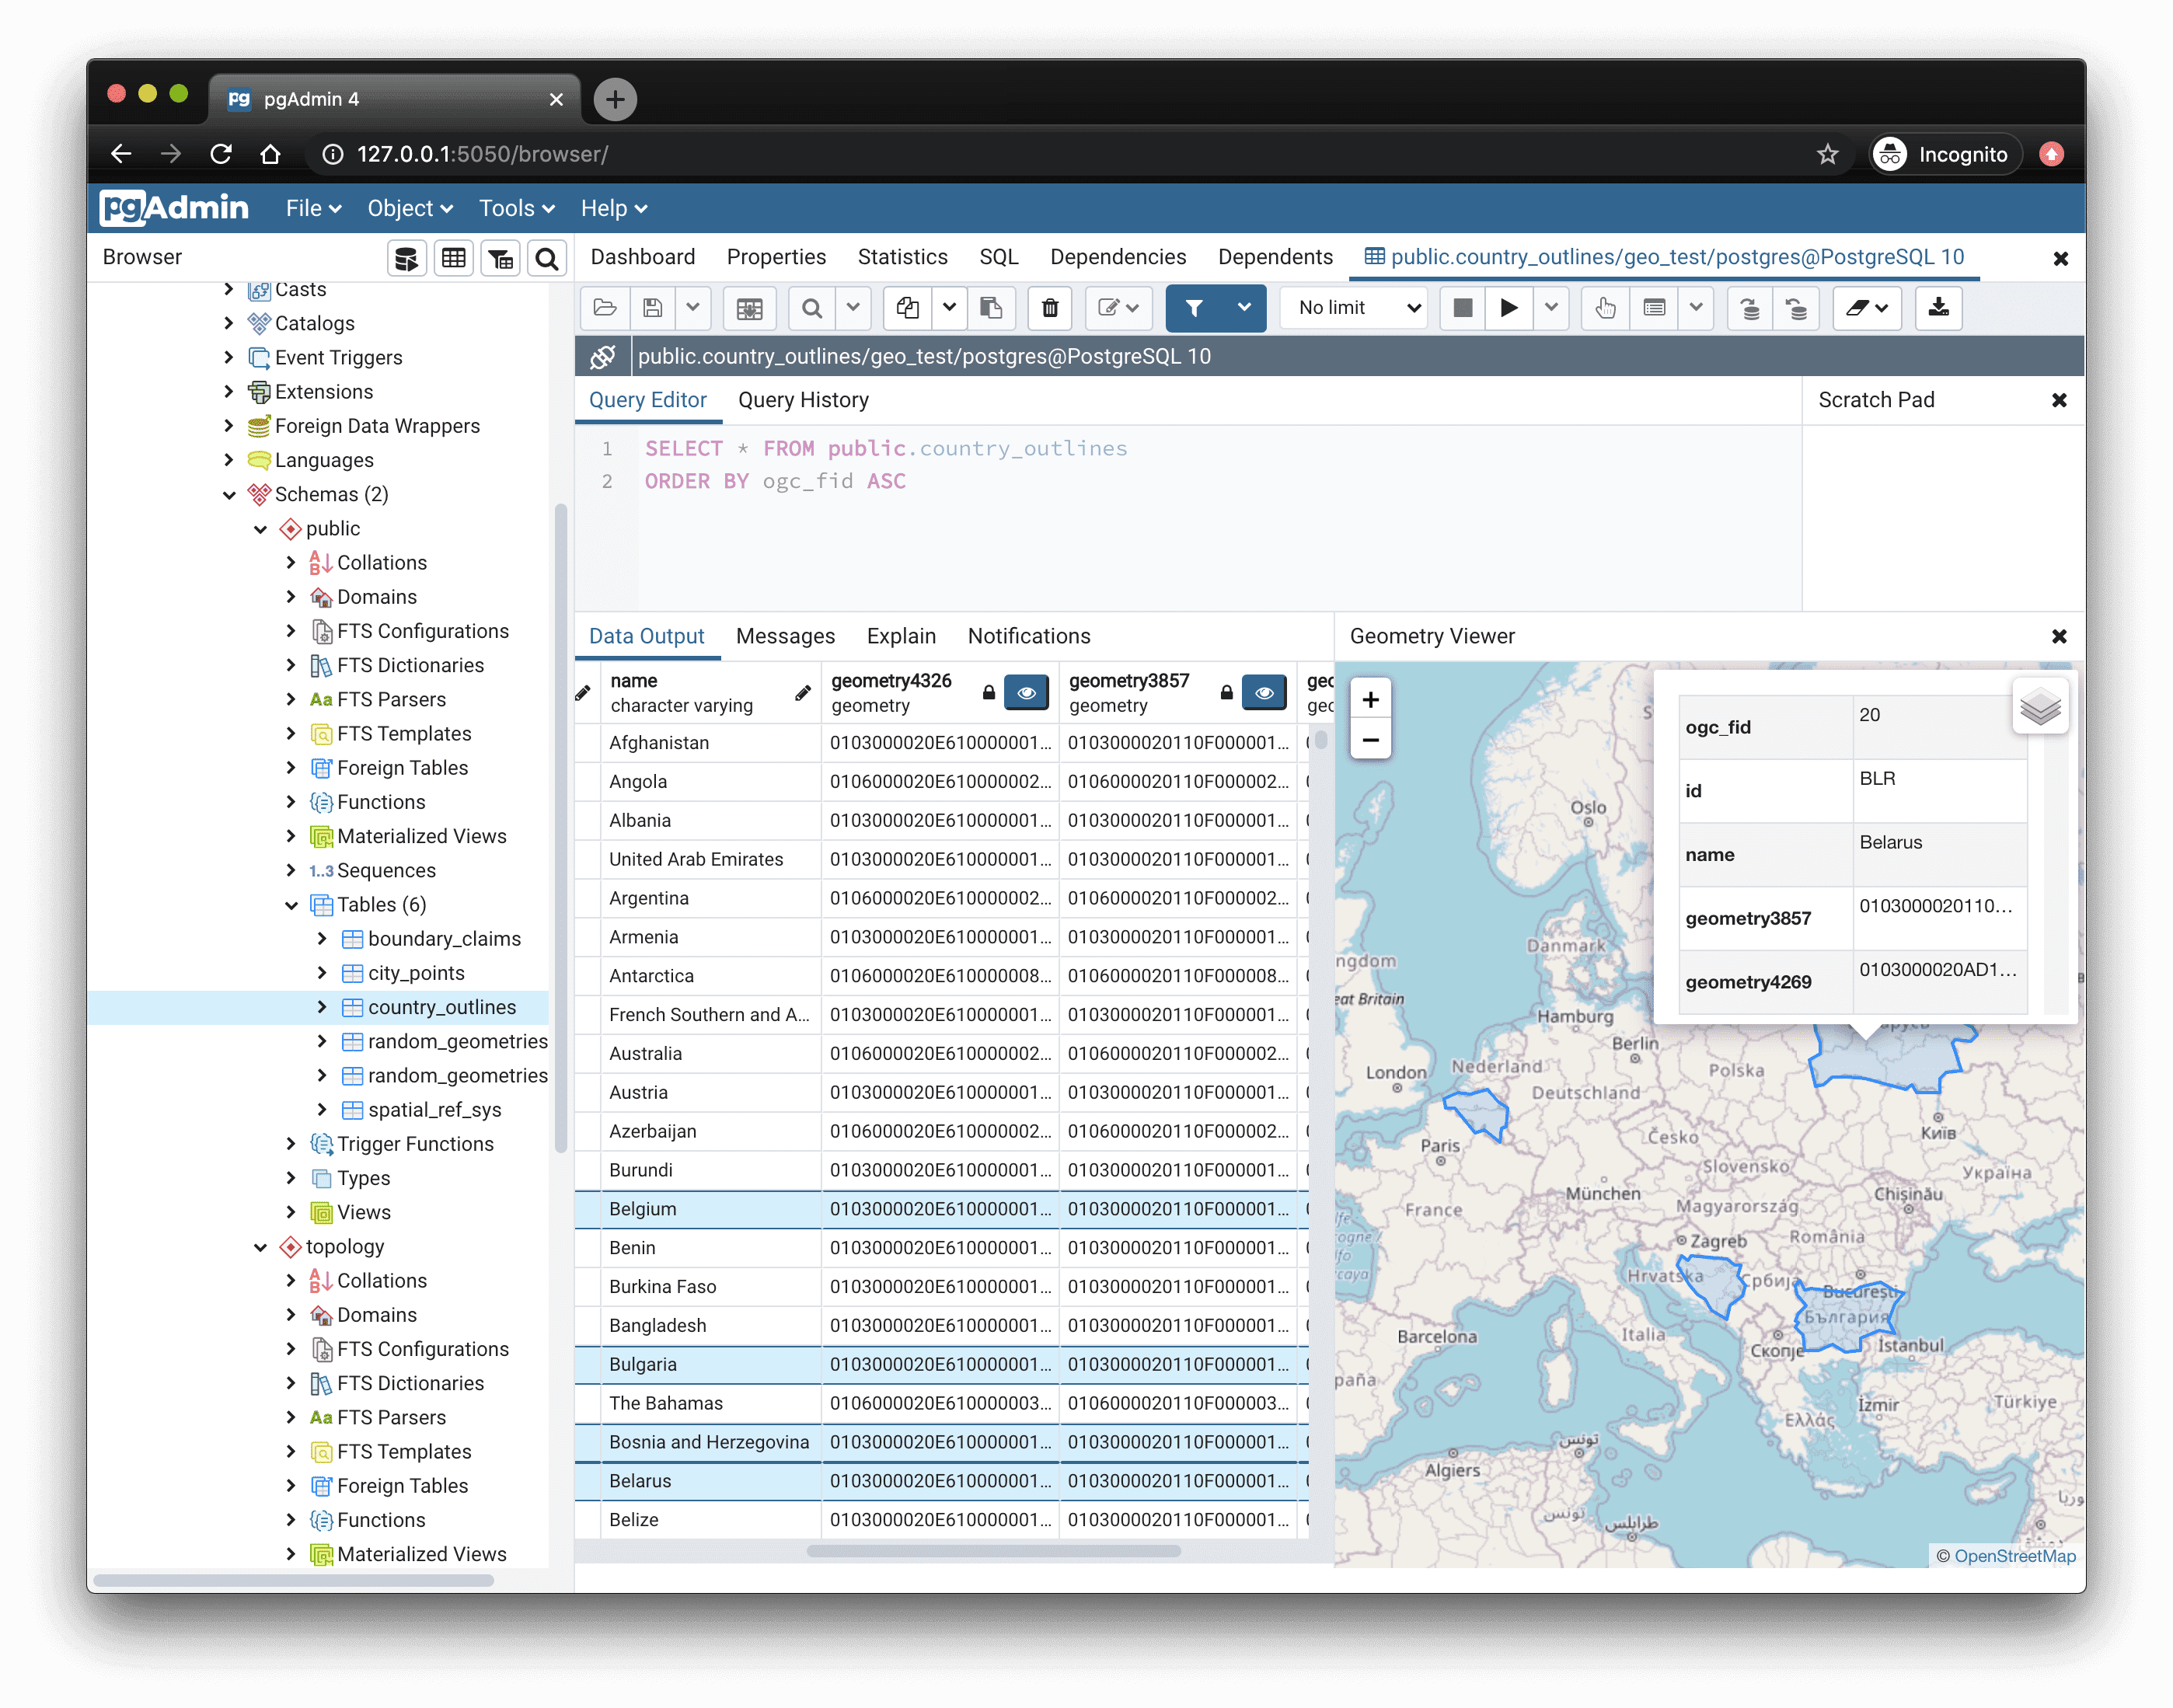 pgAdmin 4
127.0.0.1:5050/browser/
Incognito
pgAdmin
File
Object
Tools
Help
Browser
Dashboard
Properties
Statistics
SQL
Dependencies
Dependents
public.country_outlines/geo_test/postgres@PostgreSQL 10
Casts
Catalogs
Event Triggers
Extensions
Foreign Data Wrappers
Languages
Schemas (2)
public
Collations
Domains
FTS Configurations
FTS Dictionaries
FTS Parsers
FTS Templates
Foreign Tables
Functions
Materialized Views
1..3 Sequences
Tables (6)
boundary_claims
city_points
country_outlines
random_geometries
random_geometries
spatial_ref_sys
Trigger Functions
Types
Views
topology
Collations
Domains
FTS Configurations
FTS Dictionaries
FTS Parsers
FTS Templates
Foreign Tables
Functions
Materialized Views
No limit
public.country_outlines/geo_test/postgres@PostgreSQL 10
Query Editor
Query History
Scratch Pad
1 SELECT * FROM public.country_outlines
2 ORDER BY ogc_fid ASC
Data Output
Messages
Explain
Notifications
Geometry Viewer
name
character varying
geometry4326
geometry
geometry3857
geometry
Afghanistan 0103000020E610000001... 0103000020110F000001...
Angola 0106000020E610000002... 0106000020110F000002...
Albania 0103000020E610000001... 0103000020110F000001...
United Arab Emirates 0103000020E610000001... 0103000020110F000001...
Argentina 0106000020E610000002... 0106000020110F000002...
Armenia 0103000020E610000001... 0103000020110F000001...
Antarctica 0106000020E610000008... 0106000020110F000008...
French Southern and A... 0103000020E610000001... 0103000020110F000001...
Australia 0106000020E610000002... 0106000020110F000002...
Austria 0103000020E610000001... 0103000020110F000001...
Azerbaijan 0106000020E610000002... 0106000020110F000002...
Burundi 0103000020E610000001... 0103000020110F000001...
Belgium 0103000020E610000001... 0103000020110F000001...
Benin 0103000020E610000001... 0103000020110F000001...
Burkina Faso 0103000020E610000001... 0103000020110F000001...
Bangladesh 0103000020E610000001... 0103000020110F000001...
Bulgaria 0103000020E610000001... 0103000020110F000001...
The Bahamas 0106000020E610000003... 0106000020110F000003...
Bosnia and Herzegovina 0103000020E610000001... 0103000020110F000001...
Belarus 0103000020E610000001... 0103000020110F000001...
Belize 0103000020E610000001... 0103000020110F000001...
+
−
ogc_fid 20
id BLR
name Belarus
geometry3857 0103000020110...
geometry4269 0103000020AD1...
Oslo
Danmark
Hamburg
Berlin
London
Nederland
Polska
Deutschland
Paris
Česko
Київ
Slovensko
Україна
München
Chișinău
France
Magyarország
Zagreb
România
Hrvatska
București
България
Barcelona
Italia
Скопје
İstanbul
İzmir
Türkiye
Ελλάς
تونس
Algiers
تونس
طرابلس
© OpenStreetMap